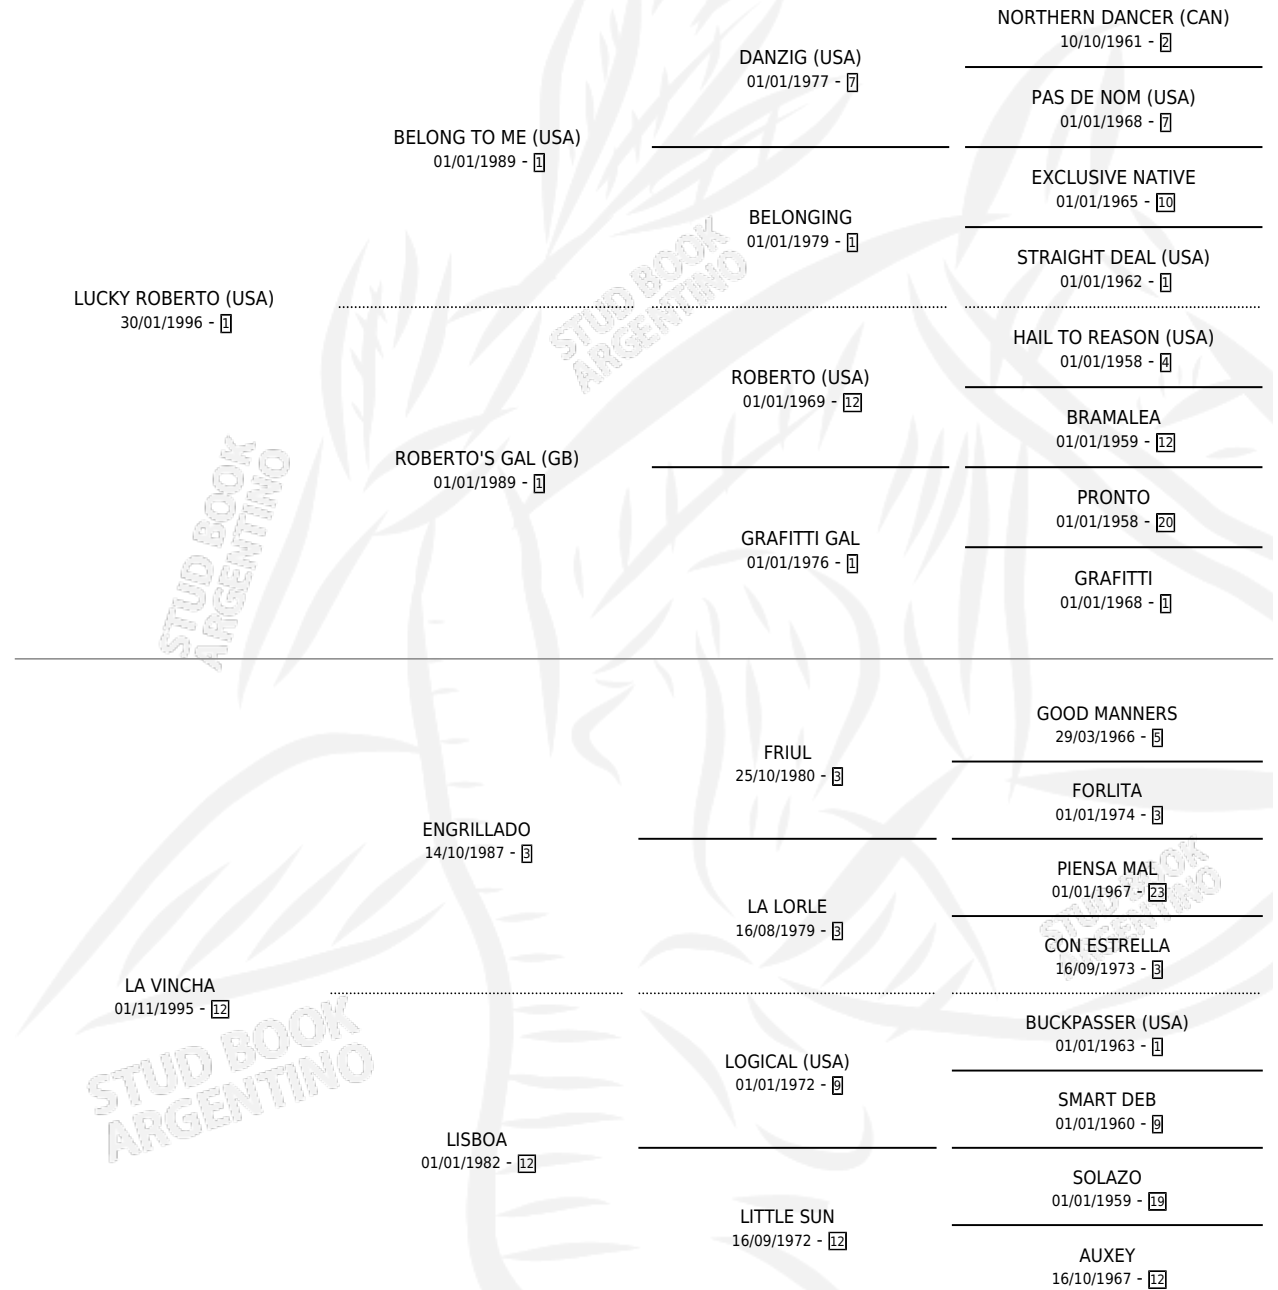 NORTHERN DANCER (CAN)
10/10/1961 - 2
DANZIG (USA)
01/01/1977 - 7
PAS DE NOM (USA)
01/01/1968 - 7
BELONG TO ME (USA)
01/01/1989 - 1
EXCLUSIVE NATIVE
01/01/1965 - 10
BELONGING
01/01/1979 - 1
STRAIGHT DEAL (USA)
01/01/1962 - 1
LUCKY ROBERTO (USA)
30/01/1996 - 1
HAIL TO REASON (USA)
01/01/1958 - 4
ROBERTO (USA)
01/01/1969 - 12
BRAMALEA
01/01/1959 - 12
ROBERTO'S GAL (GB)
01/01/1989 - 1
PRONTO
01/01/1958 - 20
GRAFITTI GAL
01/01/1976 - 1
GRAFITTI
01/01/1968 - 1
STUD BOOK
ARGENTINO
STUD BOOK
ARGENTINO
GOOD MANNERS
29/03/1966 - 5
FRIUL
25/10/1980 - 3
FORLITA
01/01/1974 - 3
ENGRILLADO
14/10/1987 - 3
PIENSA MAL
01/01/1967 - 23
LA LORLE
16/08/1979 - 3
CON ESTRELLA
16/09/1973 - 3
STUD BOOK
ARGENTINO
LA VINCHA
01/11/1995 - 12
BUCKPASSER (USA)
01/01/1963 - 1
LOGICAL (USA)
01/01/1972 - 9
SMART DEB
01/01/1960 - 9
LISBOA
01/01/1982 - 12
SOLAZO
01/01/1959 - 19
LITTLE SUN
16/09/1972 - 12
AUXEY
16/10/1967 - 12
STUD BOOK
ARGENTINO